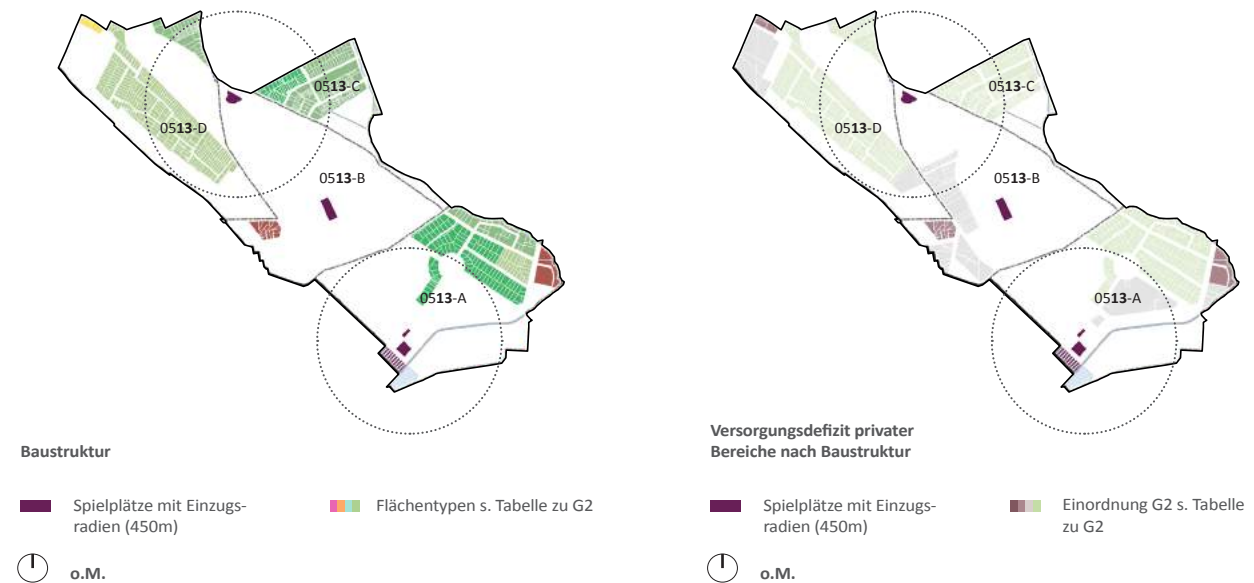 0513-C
0513-D
0513-B
0513-A
Baustruktur
Spielplätze mit Einzugs-
radien (450m)
Flächentypen s. Tabelle zu G2
o.M.
0513-C
0513-D
0513-B
0513-A
Versorgungsdefizit privater
Bereiche nach Baustruktur
Spielplätze mit Einzugs-
radien (450m)
Einordnung G2 s. Tabelle
zu G2
o.M.